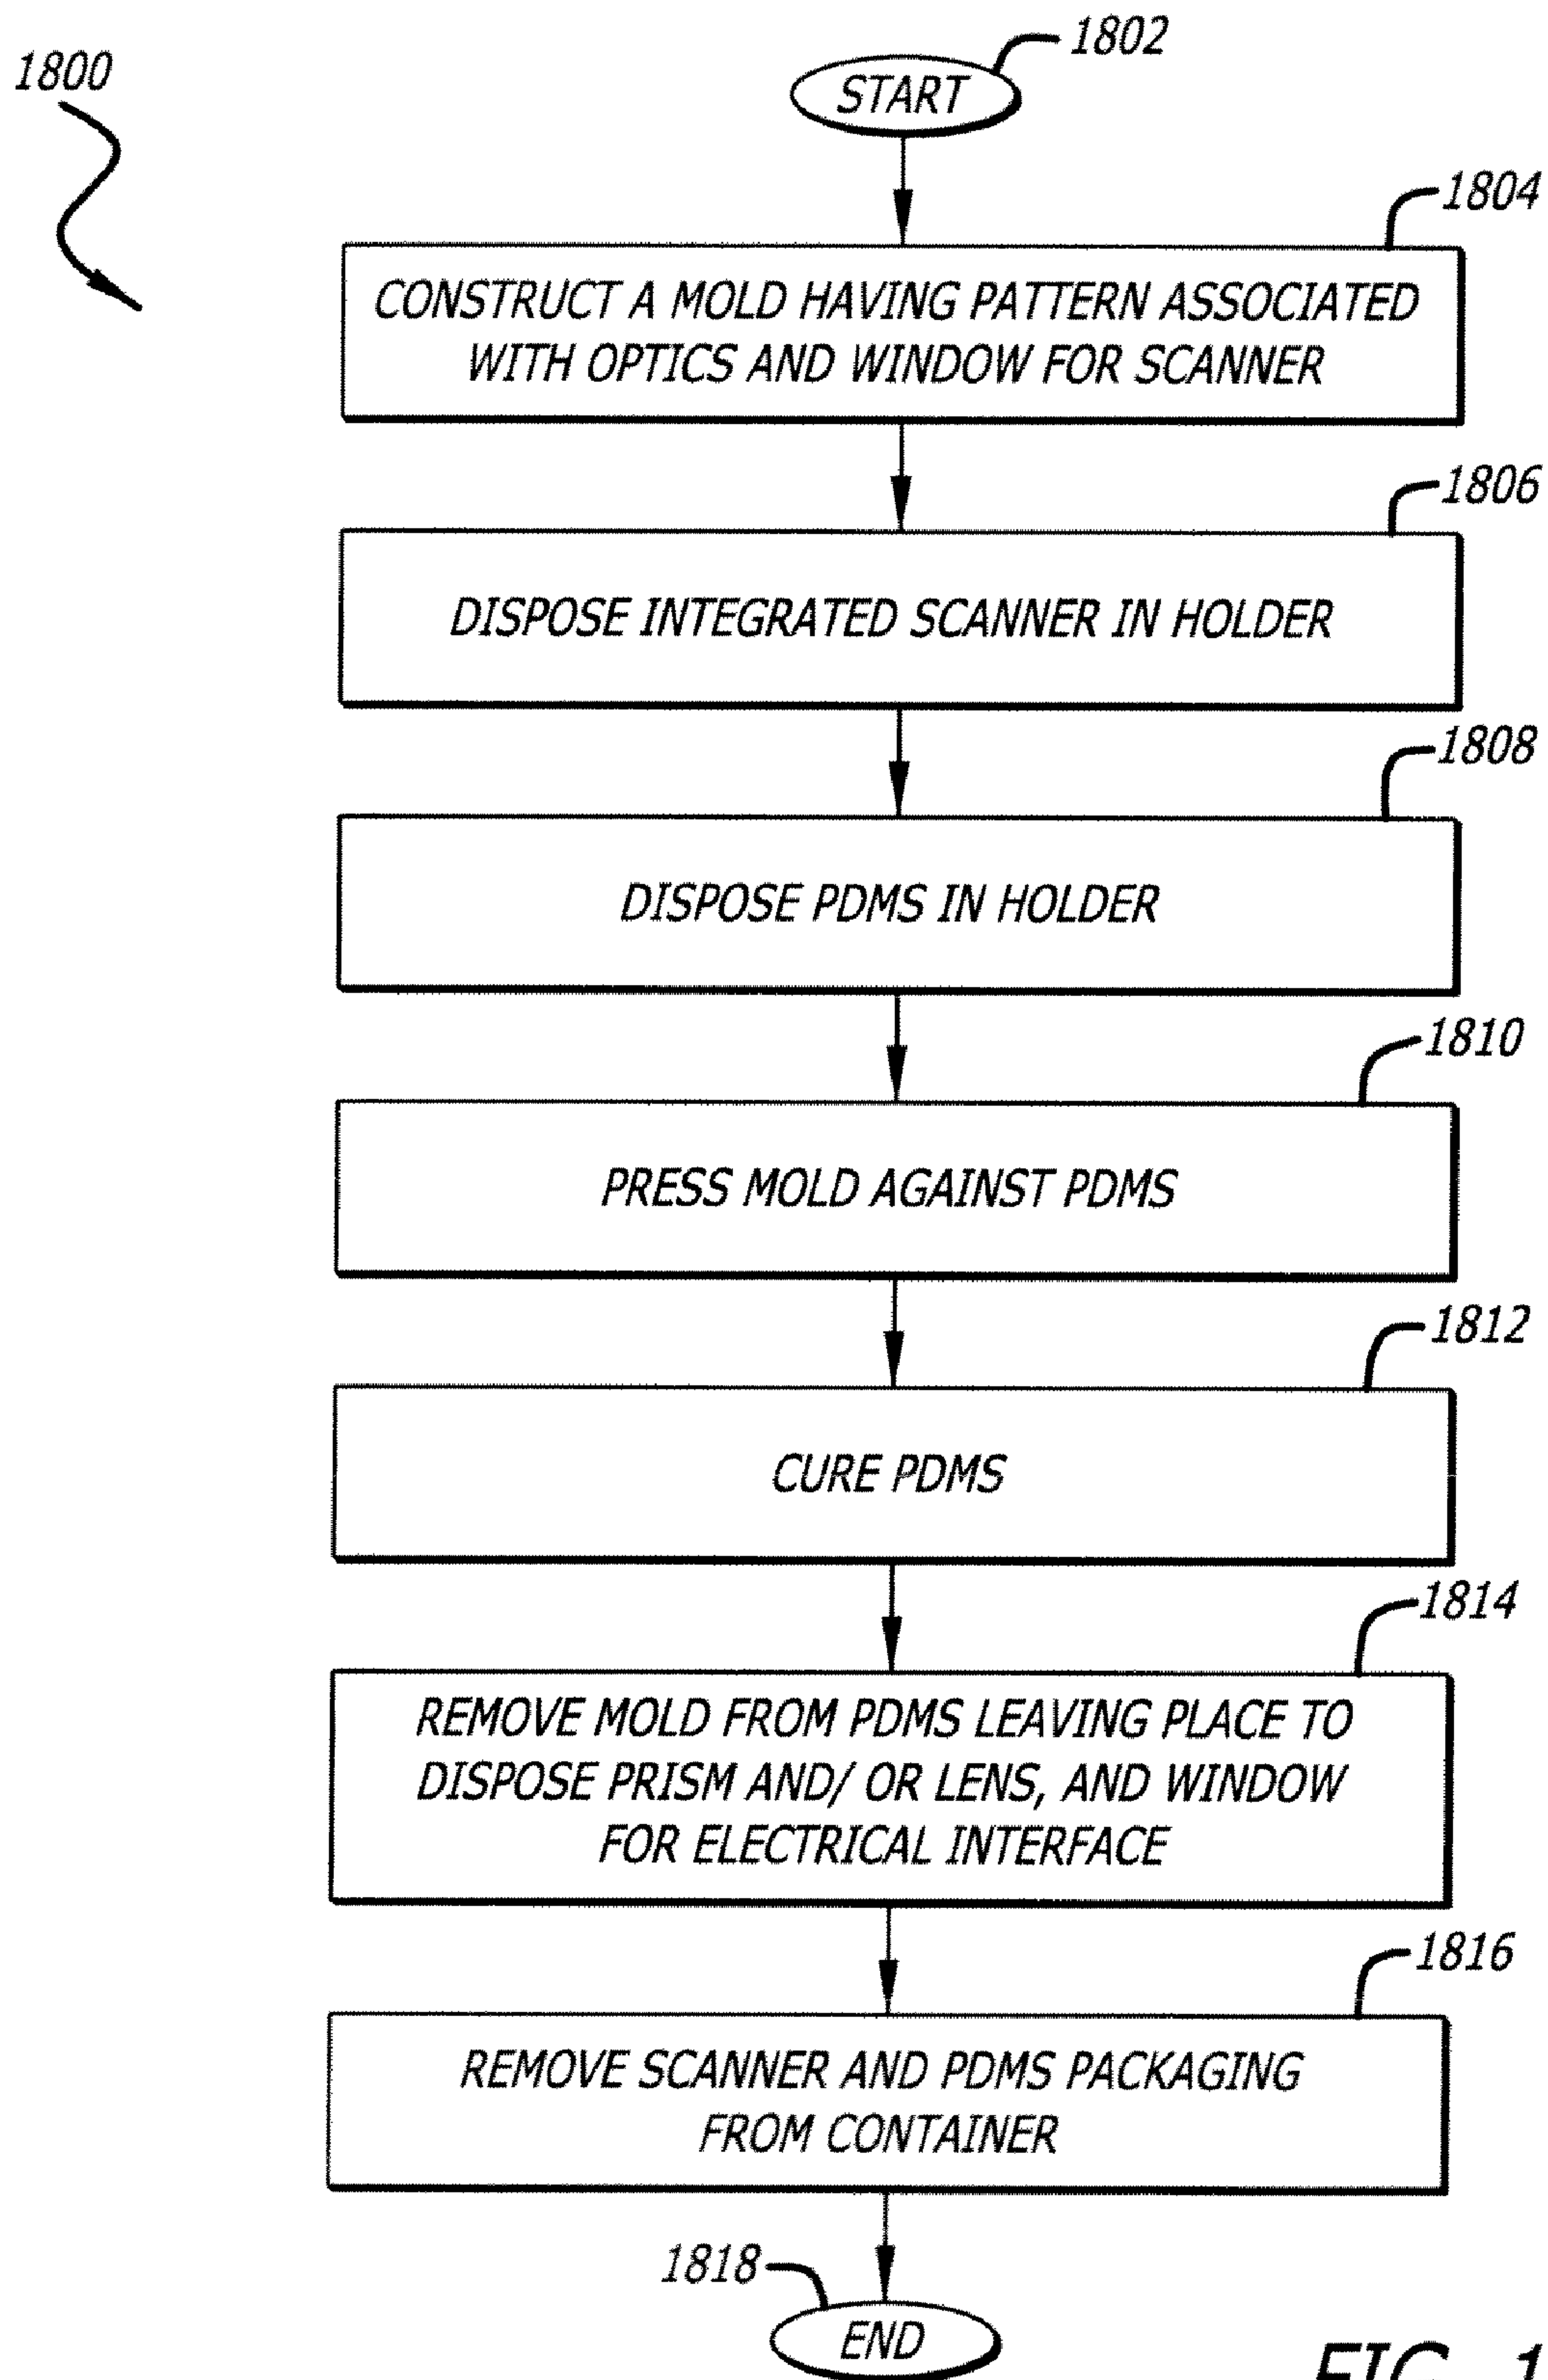 1800
1802
START
1804
CONSTRUCT A MOLD HAVING PATTERN ASSOCIATED
WITH OPTICS AND WINDOW FOR SCANNER
1806
DISPOSE INTEGRATED SCANNER IN HOLDER
1808
DISPOSE PDMS IN HOLDER
1810
PRESS MOLD AGAINST PDMS
1812
CURE PDMS
1814
REMOVE MOLD FROM PDMS LEAVING PLACE TO
DISPOSE PRISM AND/ OR LENS, AND WINDOW
FOR ELECTRICAL INTERFACE
1816
REMOVE SCANNER AND PDMS PACKAGING
FROM CONTAINER
1818
END
FIG. 1